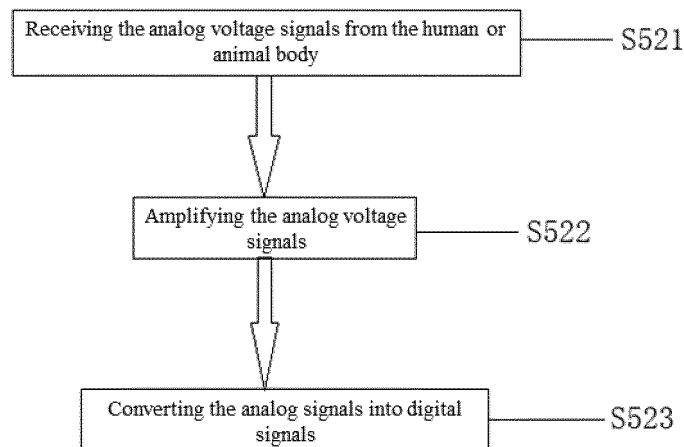 Receiving the analog voltage signals from the human or
animal body
S521
Amplifying the analog voltage
signals
S522
Converting the analog signals into digital
signals
S523